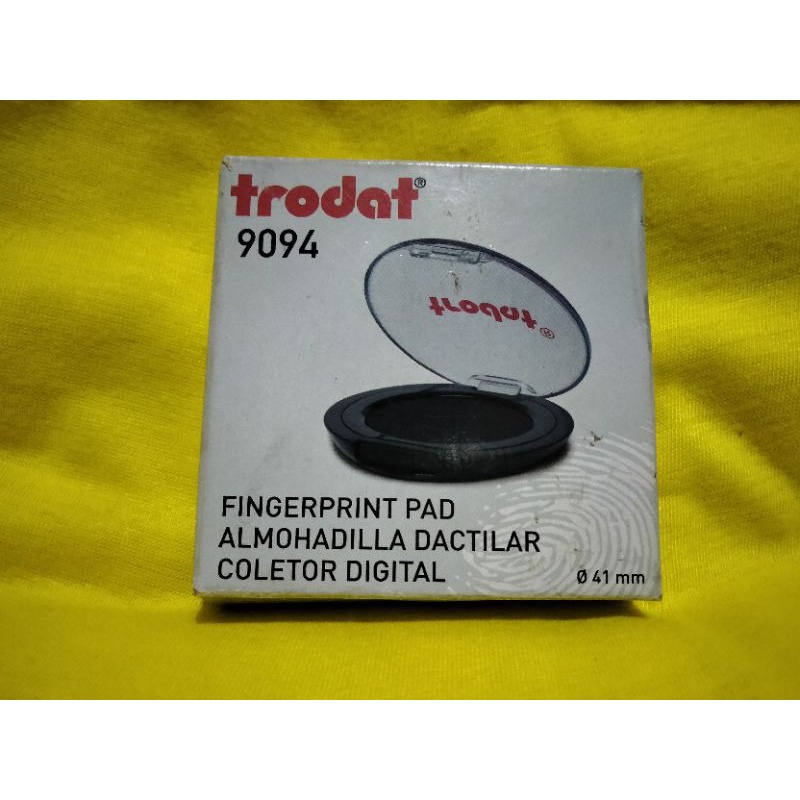 trodat®
9094
trodat®
FINGERPRINT PAD
ALMOHADILLA DACTILAR
COLETOR DIGITAL
Ø 41 mm